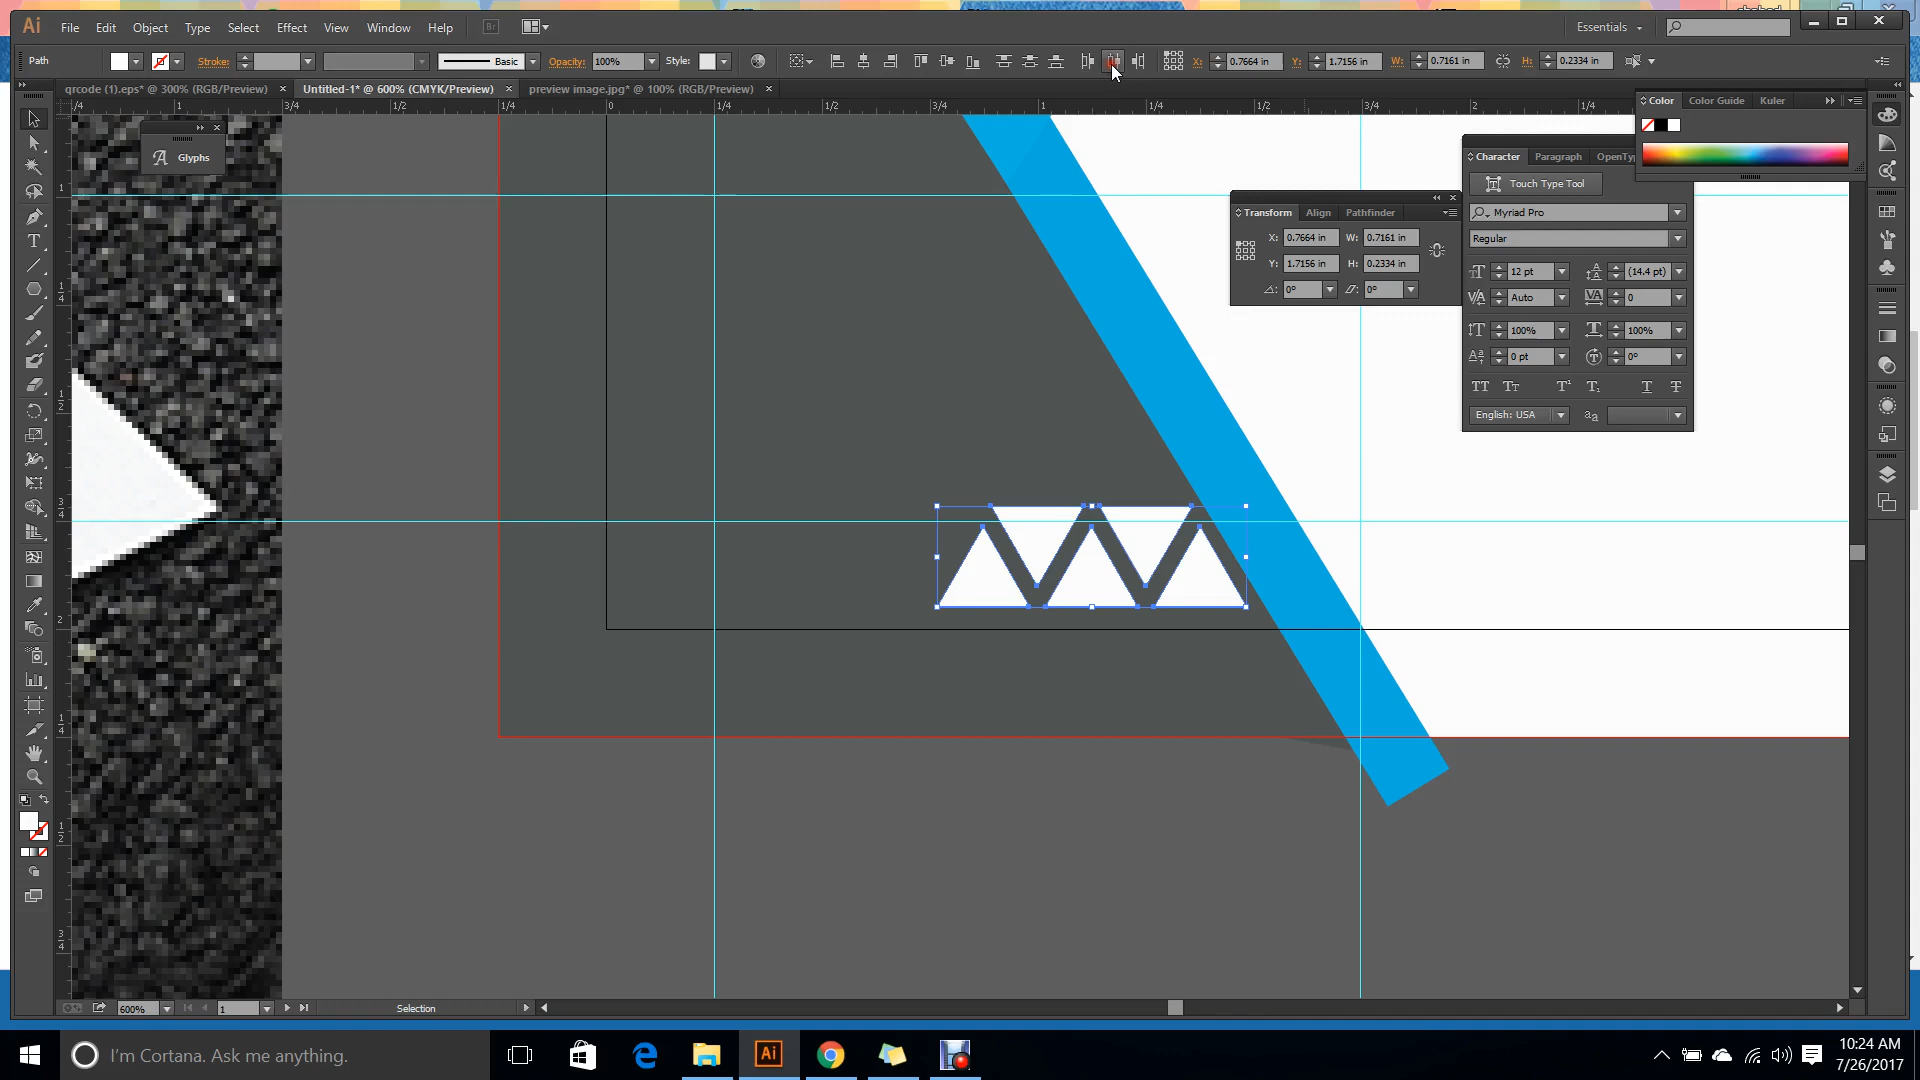 Ai File Edit Object Type Select Effect View Window Help Br Essentials
Path Stroke: Basic Opacity: 100% Style: X: 0.7664 in Y: 1.7156 in W: 0.7161 in H: 0.2334 in
qrcode (1).eps* @ 300% (RGB/Preview) × Untitled-1* @ 600% (CMYK/Preview) × preview image.jpg* @ 100% (RGB/Preview) ×
Color Color Guide Kuler
Glyphs
Character Paragraph OpenTy
Touch Type Tool
Myriad Pro
Regular
12 pt (14.4 pt)
Auto 0
100% 100%
0 pt 0°
English: USA
Transform Align Pathfinder
X: 0.7664 in W: 0.7161 in
Y: 1.7156 in H: 0.2334 in
0° 0°
600% 1 Selection
I'm Cortana. Ask me anything.
Ai
10:24 AM
7/26/2017